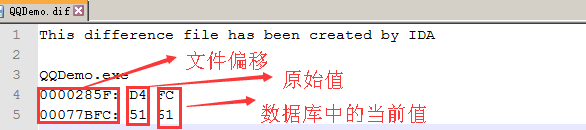 QQDemo.dif
1 This difference file has been created by IDA
2
3 QQDemo.exe 文件偏移
4 0000285F: D4 FC 原始值
5 00077BFC: 51 61 数据库中的当前值